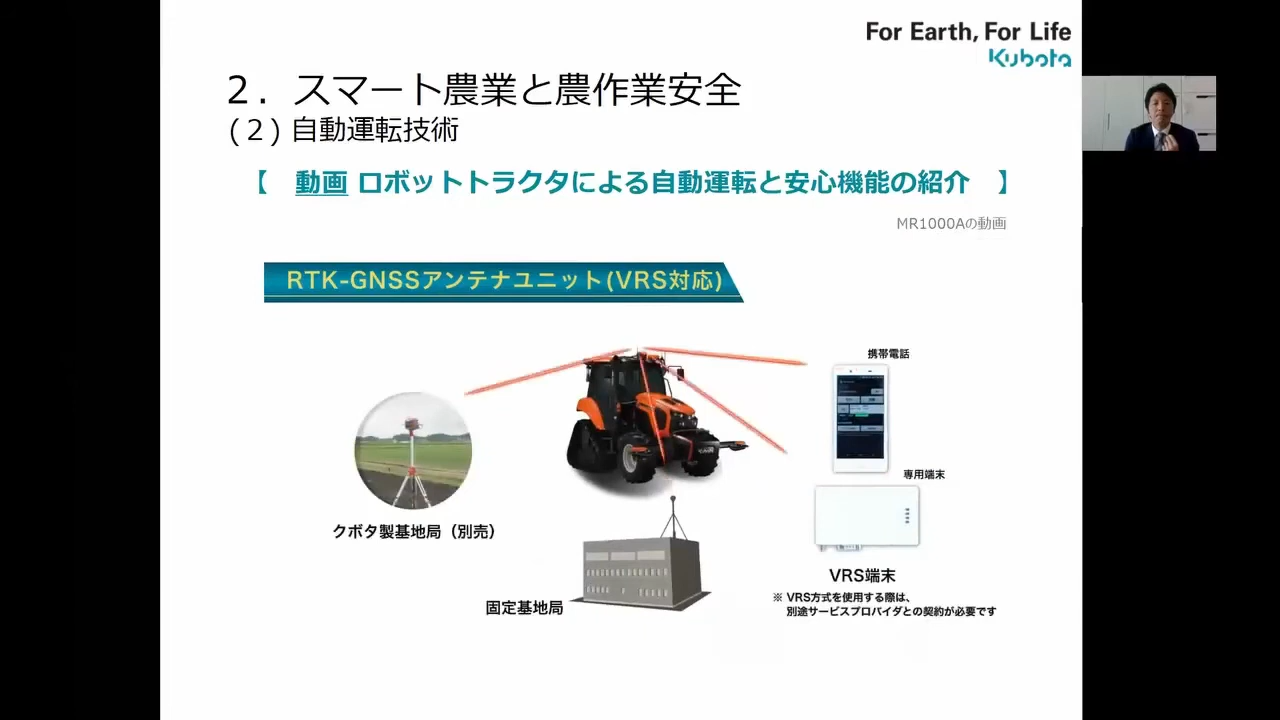 For Earth, For Life
Kubota
2．スマート農業と農作業安全
(２) 自動運転技術
【　動画 ロボットトラクタによる自動運転と安心機能の紹介　】
MR1000Aの動画
RTK-GNSSアンテナユニット(VRS対応)
携帯電話
専用端末
クボタ製基地局（別売）
VRS端末
固定基地局
※ VRS方式を使用する際は、
別途サービスプロバイダとの契約が必要です